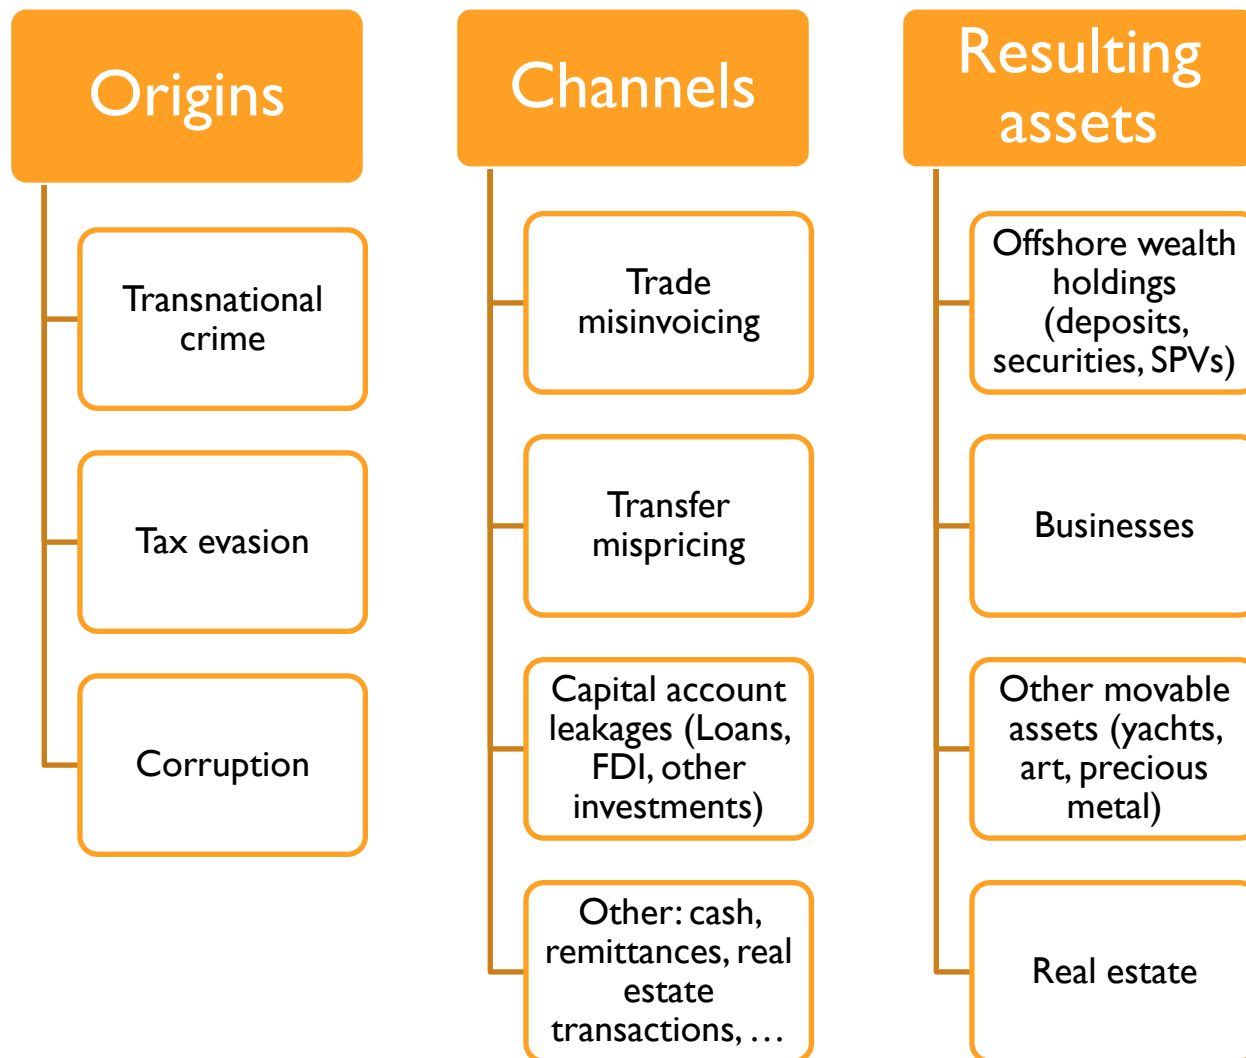 Origins
Transnational
crime
Tax evasion
Corruption
Channels
Trade
misinvoicing
Transfer
mispricing
Capital account
leakages (Loans,
FDI, other
investments)
Other: cash,
remittances, real
estate
transactions, …
Resulting
assets
Offshore wealth
holdings
(deposits,
securities, SPVs)
Businesses
Other movable
assets (yachts,
art, precious
metal)
Real estate